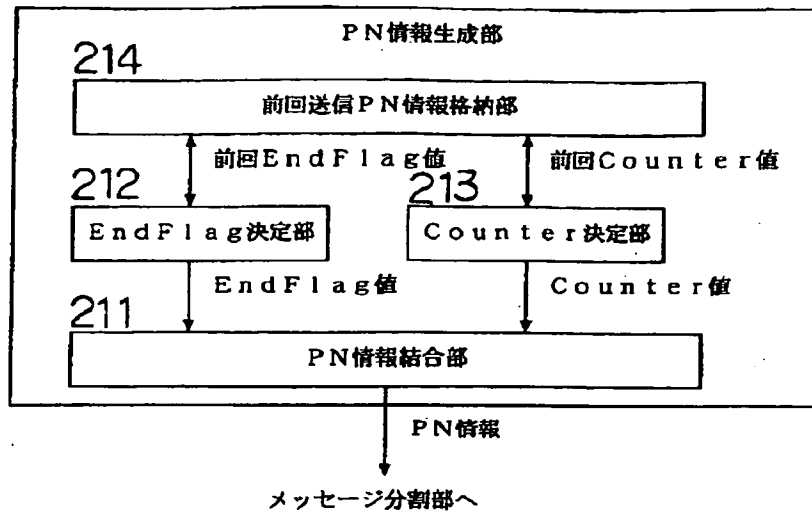 PN情報生成部
214
前回送信PN情報格納部
前回EndFlag値
前回Counter値
212
213
EndFlag決定部
Counter決定部
EndFlag値
Counter値
211
PN情報結合部
PN情報
メッセージ分割部へ